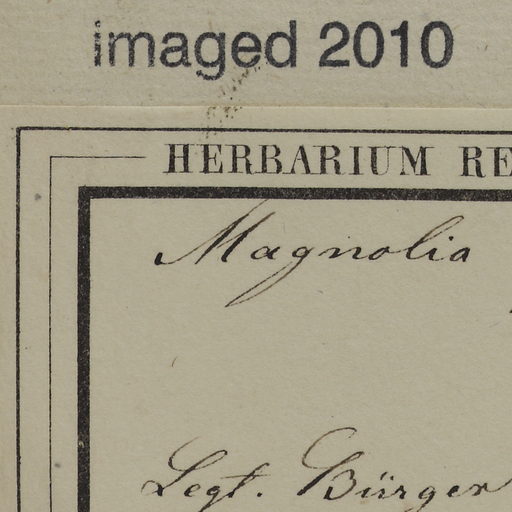 imaged 2010
HERBARIUM RE
Magnolia
Legt. Bürger